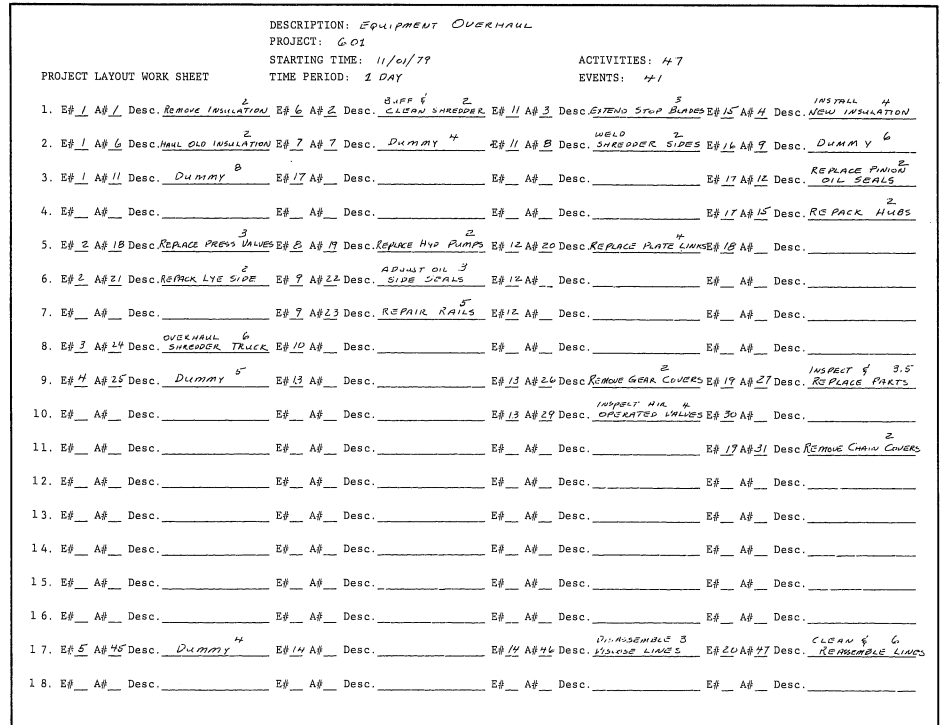 DESCRIPTION: EQUIPMENT OVERHAUL
PROJECT: G01
STARTING TIME: 11/01/79 ACTIVITIES: 47
PROJECT LAYOUT WORK SHEET TIME PERIOD: 1 DAY EVENTS: 41
2 BUFF & 2 3 INSTALL 4
1. E# 1 A# 1 Desc. REMOVE INSULATION E# 6 A# 2 Desc. CLEAN SHREDDER E# 11 A# 3 Desc. EXTEND STOP BLADES E# 15 A# 4 Desc. NEW INSULATION
2 4 WELD 2 6
2. E# 1 A# 6 Desc. HAUL OLD INSULATION E# 7 A# 7 Desc. DUMMY E# 11 A# 8 Desc. SHREDDER SIDES E# 16 A# 9 Desc. DUMMY
8 REPLACE PINION 2
3. E# 1 A# 11 Desc. DUMMY E# 17 A#__ Desc. E#__ A#__ Desc. E# 17 A# 12 Desc. OIL SEALS
2
4. E#__ A#__ Desc. E#__ A#__ Desc. E#__ A#__ Desc. E# 17 A# 15 Desc. REPACK HUBS
3 2 4
5. E# 2 A# 18 Desc. REPLACE PRESS VALVES E# 8 A# 19 Desc. REPLACE HYD PUMPS E# 12 A# 20 Desc. REPLACE PLATE LINKS E# 18 A#__ Desc.
2 ADJUST OIL 3
6. E# 2 A# 21 Desc. REPACK LYE SIDE E# 9 A# 22 Desc. SIDE SEALS E# 12 A#__ Desc. E#__ A#__ Desc.
5
7. E#__ A#__ Desc. E# 9 A# 23 Desc. REPAIR RAILS E# 12 A#__ Desc. E#__ A#__ Desc.
OVERHAUL 6
8. E# 3 A# 24 Desc. SHREDDER TRUCK E# 10 A#__ Desc. E#__ A#__ Desc. E#__ A#__ Desc.
5 2 INSPECT & 3.5
9. E# 4 A# 25 Desc. DUMMY E# 13 A#__ Desc. E# 13 A# 26 Desc. REMOVE GEAR COVERS E# 19 A# 27 Desc. REPLACE PARTS
INSPECT AIR 4
10. E#__ A#__ Desc. E#__ A#__ Desc. E# 13 A# 29 Desc. OPERATED VALVES E# 30 A#__ Desc.
2
11. E#__ A#__ Desc. E#__ A#__ Desc. E#__ A#__ Desc. E# 19 A# 31 Desc. REMOVE CHAIN COVERS
12. E#__ A#__ Desc. E#__ A#__ Desc. E#__ A#__ Desc. E#__ A#__ Desc.
13. E#__ A#__ Desc. E#__ A#__ Desc. E#__ A#__ Desc. E#__ A#__ Desc.
14. E#__ A#__ Desc. E#__ A#__ Desc. E#__ A#__ Desc. E#__ A#__ Desc.
15. E#__ A#__ Desc. E#__ A#__ Desc. E#__ A#__ Desc. E#__ A#__ Desc.
16. E#__ A#__ Desc. E#__ A#__ Desc. E#__ A#__ Desc. E#__ A#__ Desc.
4 DISASSEMBLE 3 CLEAN & 6
17. E# 5 A# 45 Desc. DUMMY E# 14 A#__ Desc. E# 14 A# 46 Desc. VISCOSE LINES E# 20 A# 47 Desc. REASSEMBLE LINES
18. E#__ A#__ Desc. E#__ A#__ Desc. E#__ A#__ Desc. E#__ A#__ Desc.